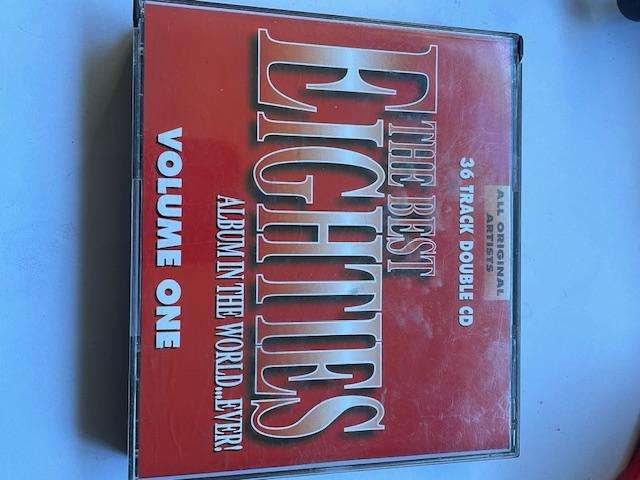 ALL ORIGINAL
ARTISTS
36 TRACK DOUBLE CD
THE BEST
EIGHTIES
ALBUM IN THE WORLD...EVER!
VOLUME ONE